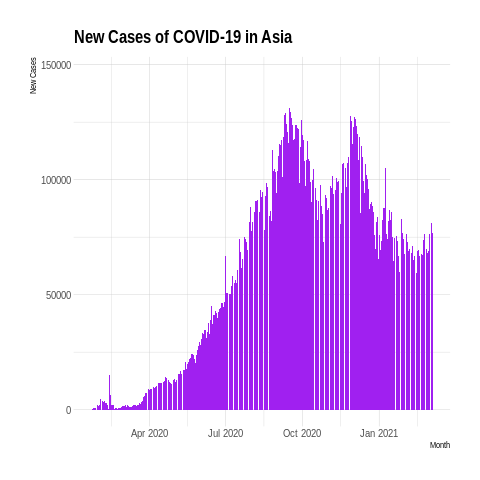 New Cases of COVID-19 in Asia
New Cases
150000
100000
50000
0
Apr 2020
Jul 2020
Oct 2020
Jan 2021
Month